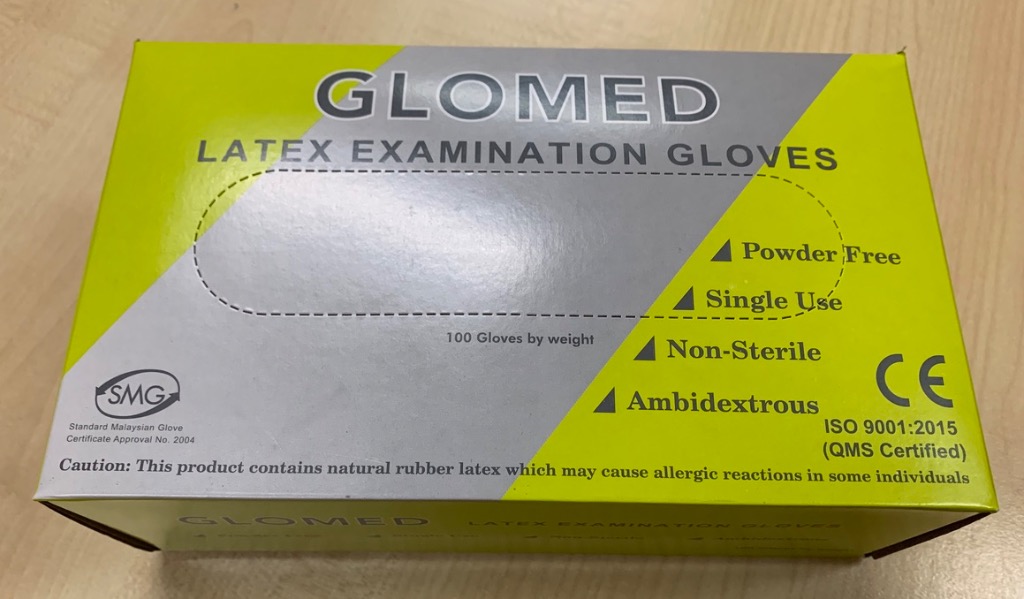 GLOMED
LATEX EXAMINATION GLOVES
Powder Free
Single Use
100 Gloves by weight
Non-Sterile
Ambidextrous
CE
SMG
Standard Malaysian Glove
Certificate Approval No. 2004
ISO 9001:2015
(QMS Certified)
Caution: This product contains natural rubber latex which may cause allergic reactions in some individuals
GLOMED LATEX EXAMINATION GLOVES